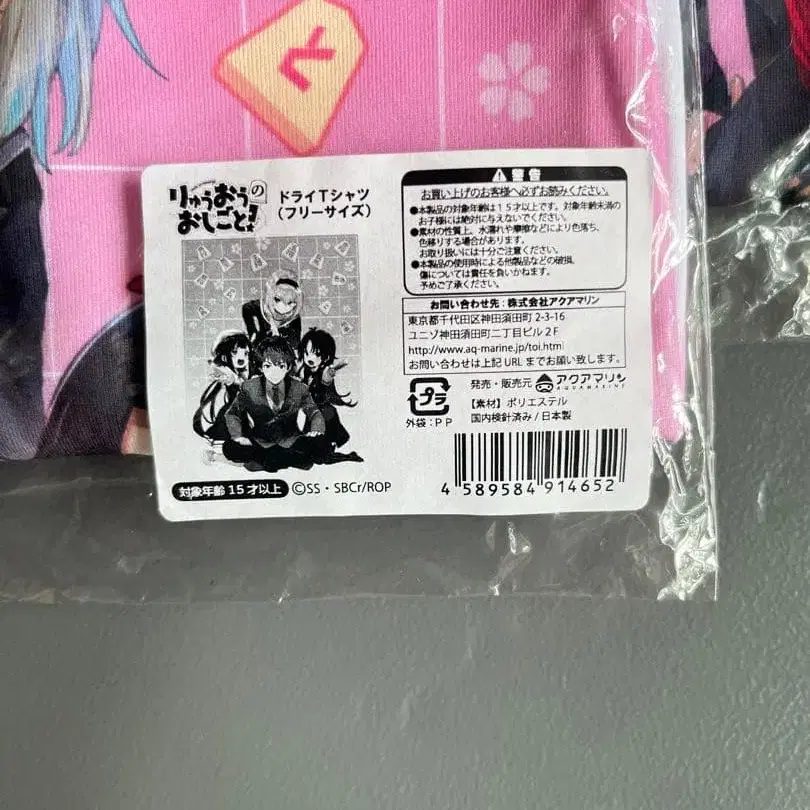 と
りゅうおうの
おしごと!
ドライTシャツ
(フリーサイズ)
対象年齢15才以上
©SS・SBCr/ROP
警告
お買い上げのお客様へ必ずお読みください。
●本製品の対象年齢は15才以上です。対象年齢未満の
お子様には絶対に与えないでください。
●素材の性質上、水濡れや摩擦などにより色落ち、
色移りする場合があります。
お取り扱いには十分ご注意ください。
●本製品の使用時による他製品などの破損、
傷については責任を負いかねます。
予めご了承ください。
お問い合わせ先:株式会社アクアマリン
東京都千代田区神田須田町2-3-16
ユニゾ神田須田町二丁目ビル2F
http://www.aq-marine.jp/toi.html
お問い合わせは上記URLまでお願い致します。
プラ
外袋:PP
発売・販売元
アクアマリン
AQUAMARINE
【素材】ポリエステル
国内検針済み/日本製
4 589584 914652